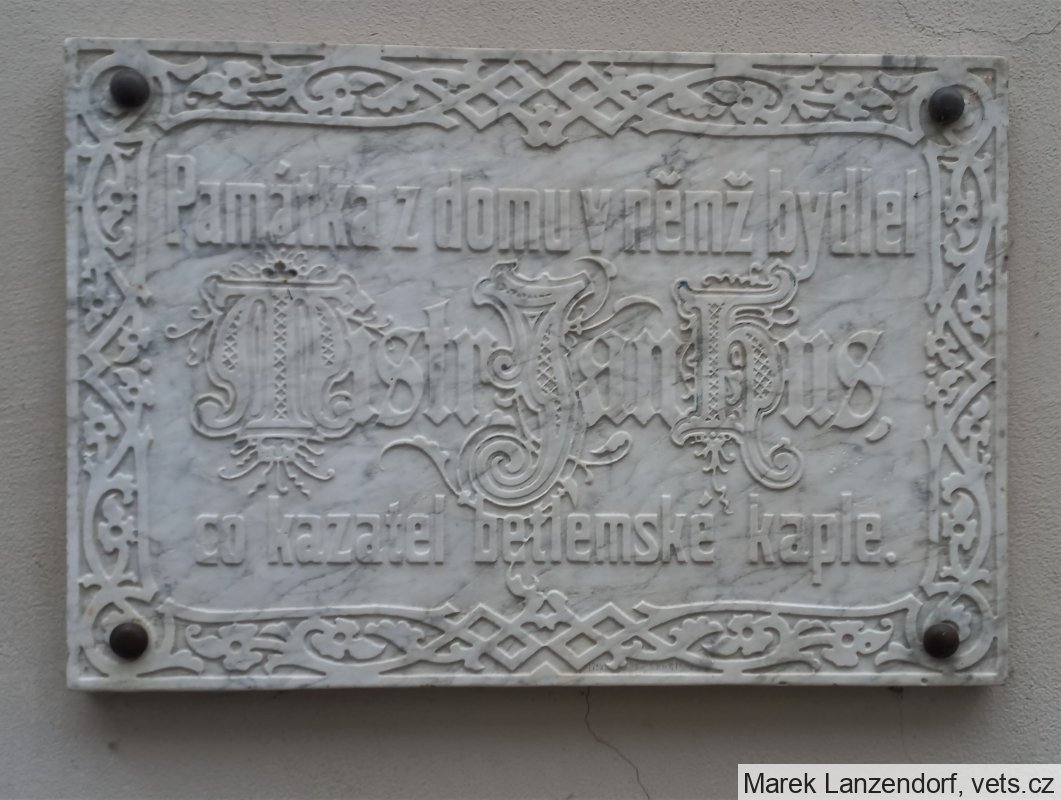 Památka z domu v němž bydlel
Mistr Jan Hus,
co kazatel betlemské kaple.
Marek Lanzendorf, vets.cz